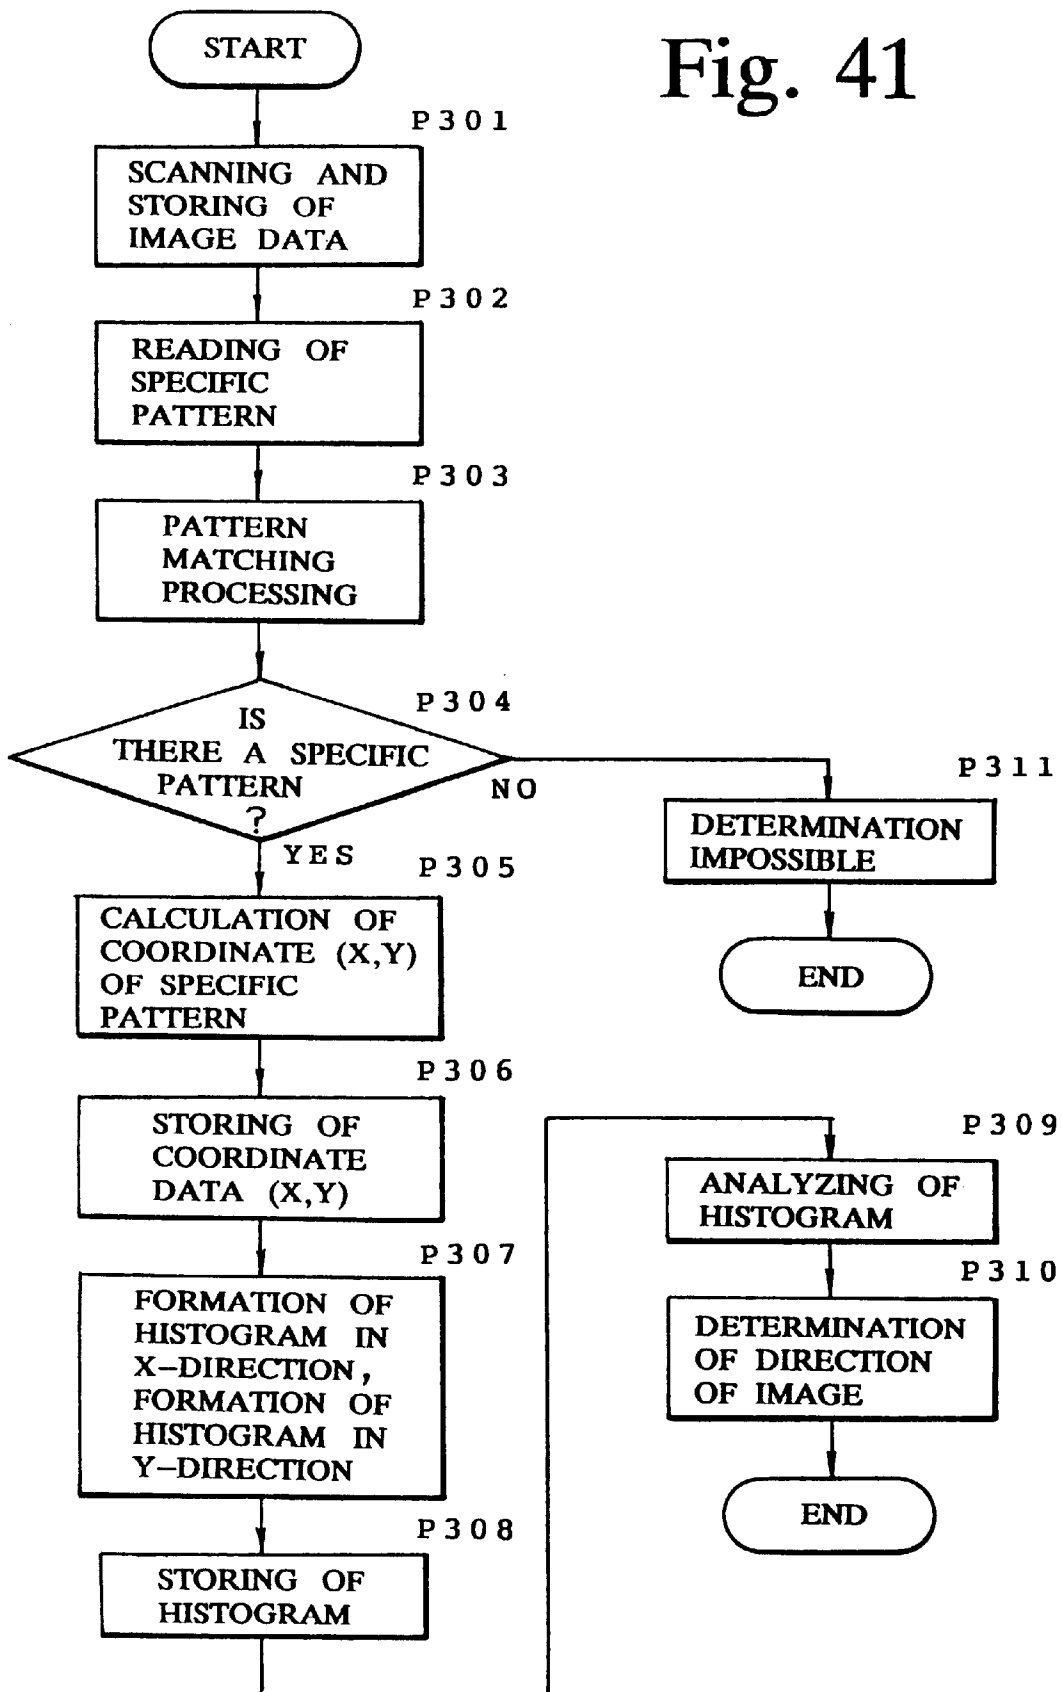 Fig. 41
START
P301
SCANNING AND
STORING OF
IMAGE DATA
P302
READING OF
SPECIFIC
PATTERN
P303
PATTERN
MATCHING
PROCESSING
P304
IS
THERE A SPECIFIC
PATTERN
?
NO
YES
P311
DETERMINATION
IMPOSSIBLE
END
P305
CALCULATION OF
COORDINATE (X,Y)
OF SPECIFIC
PATTERN
P306
STORING OF
COORDINATE
DATA (X,Y)
P307
FORMATION OF
HISTOGRAM IN
X-DIRECTION,
FORMATION OF
HISTOGRAM IN
Y-DIRECTION
P308
STORING OF
HISTOGRAM
P309
ANALYZING OF
HISTOGRAM
P310
DETERMINATION
OF DIRECTION
OF IMAGE
END